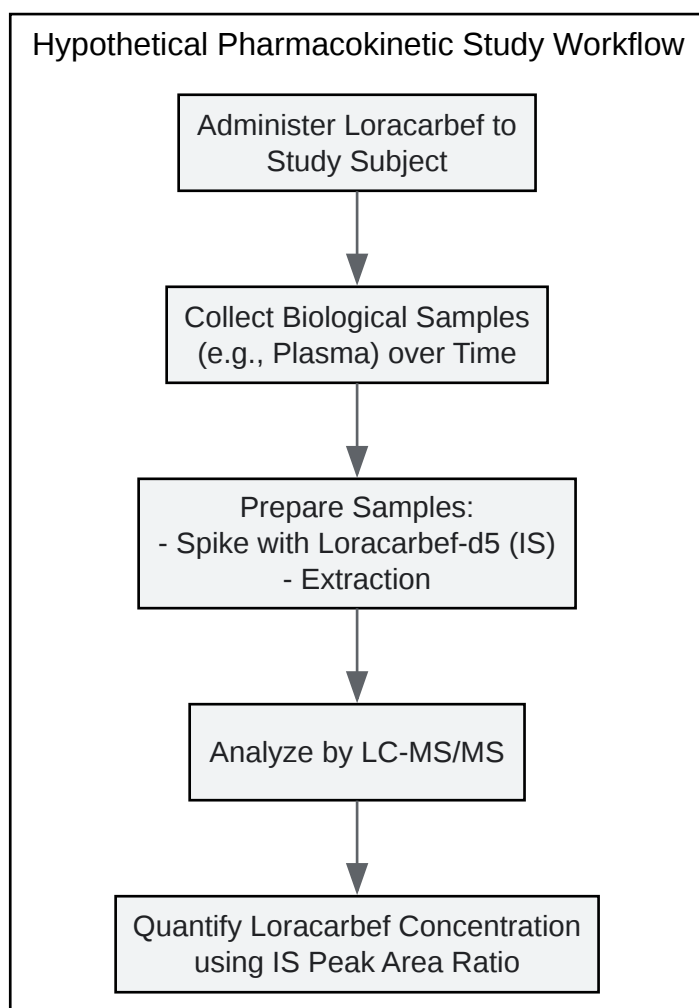 Hypothetical Pharmacokinetic Study Workflow
Administer Loracarbef to
Study Subject
Collect Biological Samples
(e.g., Plasma) over Time
Prepare Samples:
- Spike with Loracarbef-d5 (IS)
- Extraction
Analyze by LC-MS/MS
Quantify Loracarbef Concentration
using IS Peak Area Ratio